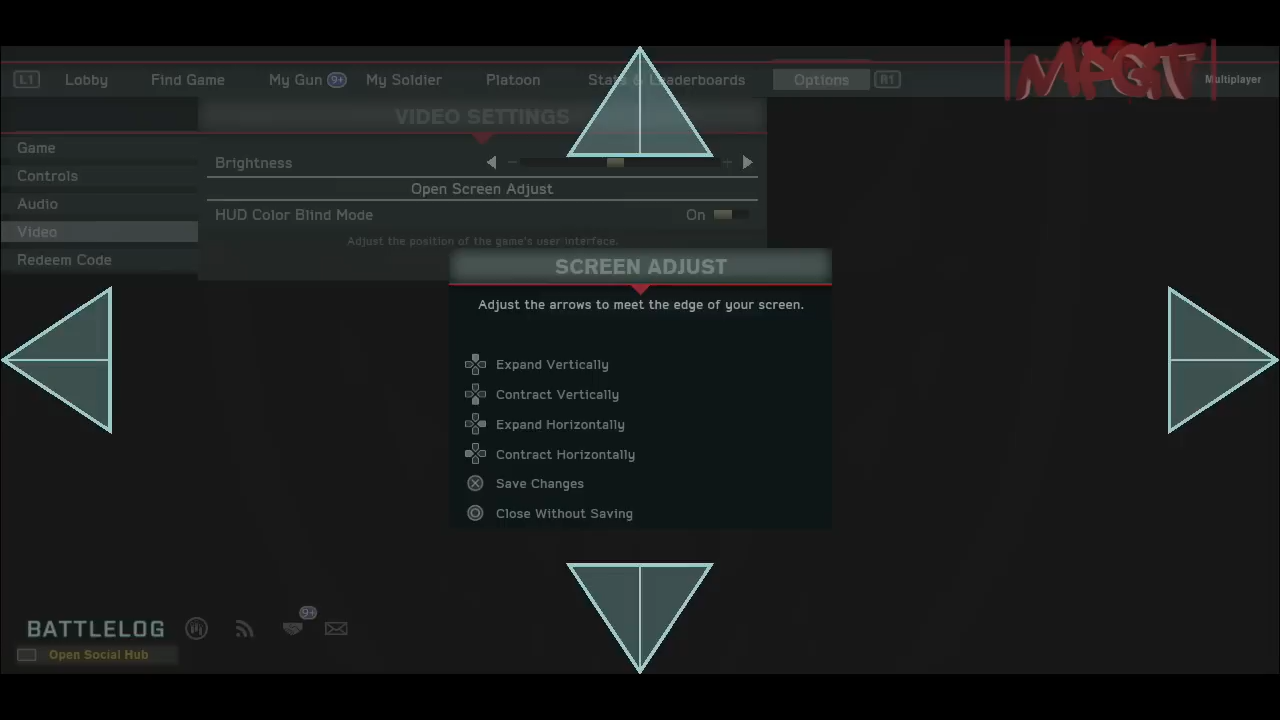 L1 Lobby Find Game My Gun 9+ My Soldier Platoon Stats & Leaderboards Options R1 Multiplayer
MPGN
VIDEO SETTINGS
Game
Controls
Audio
Video
Redeem Code
Brightness
Open Screen Adjust
HUD Color Blind Mode On
Adjust the position of the game's user interface.
SCREEN ADJUST
Adjust the arrows to meet the edge of your screen.
Expand Vertically
Contract Vertically
Expand Horizontally
Contract Horizontally
Save Changes
Close Without Saving
BATTLELOG 9+
Open Social Hub